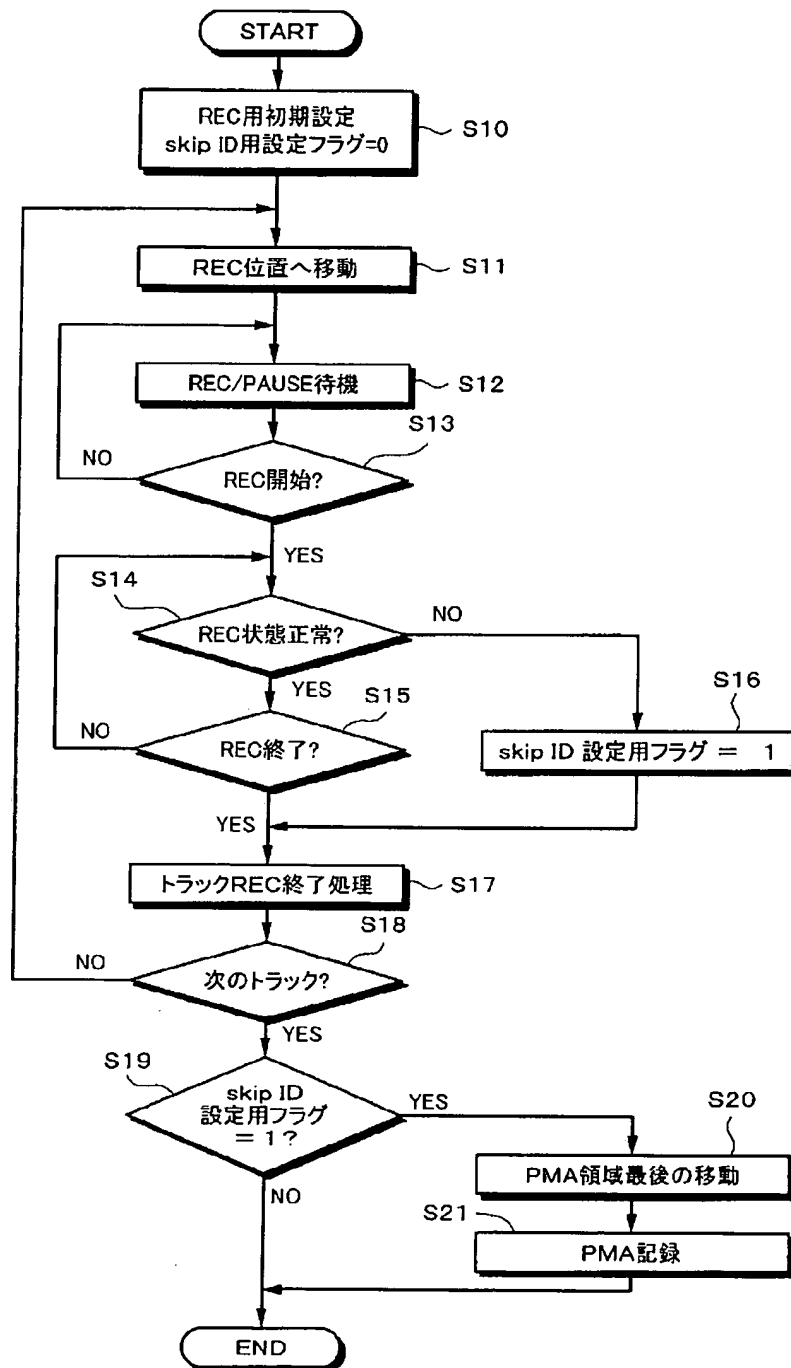 START
REC用初期設定
skip ID用設定フラグ=0
S10
REC位置へ移動
S11
REC/PAUSE待機
S12
S13
NO
REC開始?
YES
S14
REC状態正常?
NO
YES
S15
NO
REC終了?
S16
skip ID 設定用フラグ = 1
YES
トラックREC終了処理
S17
S18
NO
次のトラック?
YES
S19
skip ID
設定用フラグ
= 1?
YES
S20
PMA領域最後の移動
NO
S21
PMA記録
END